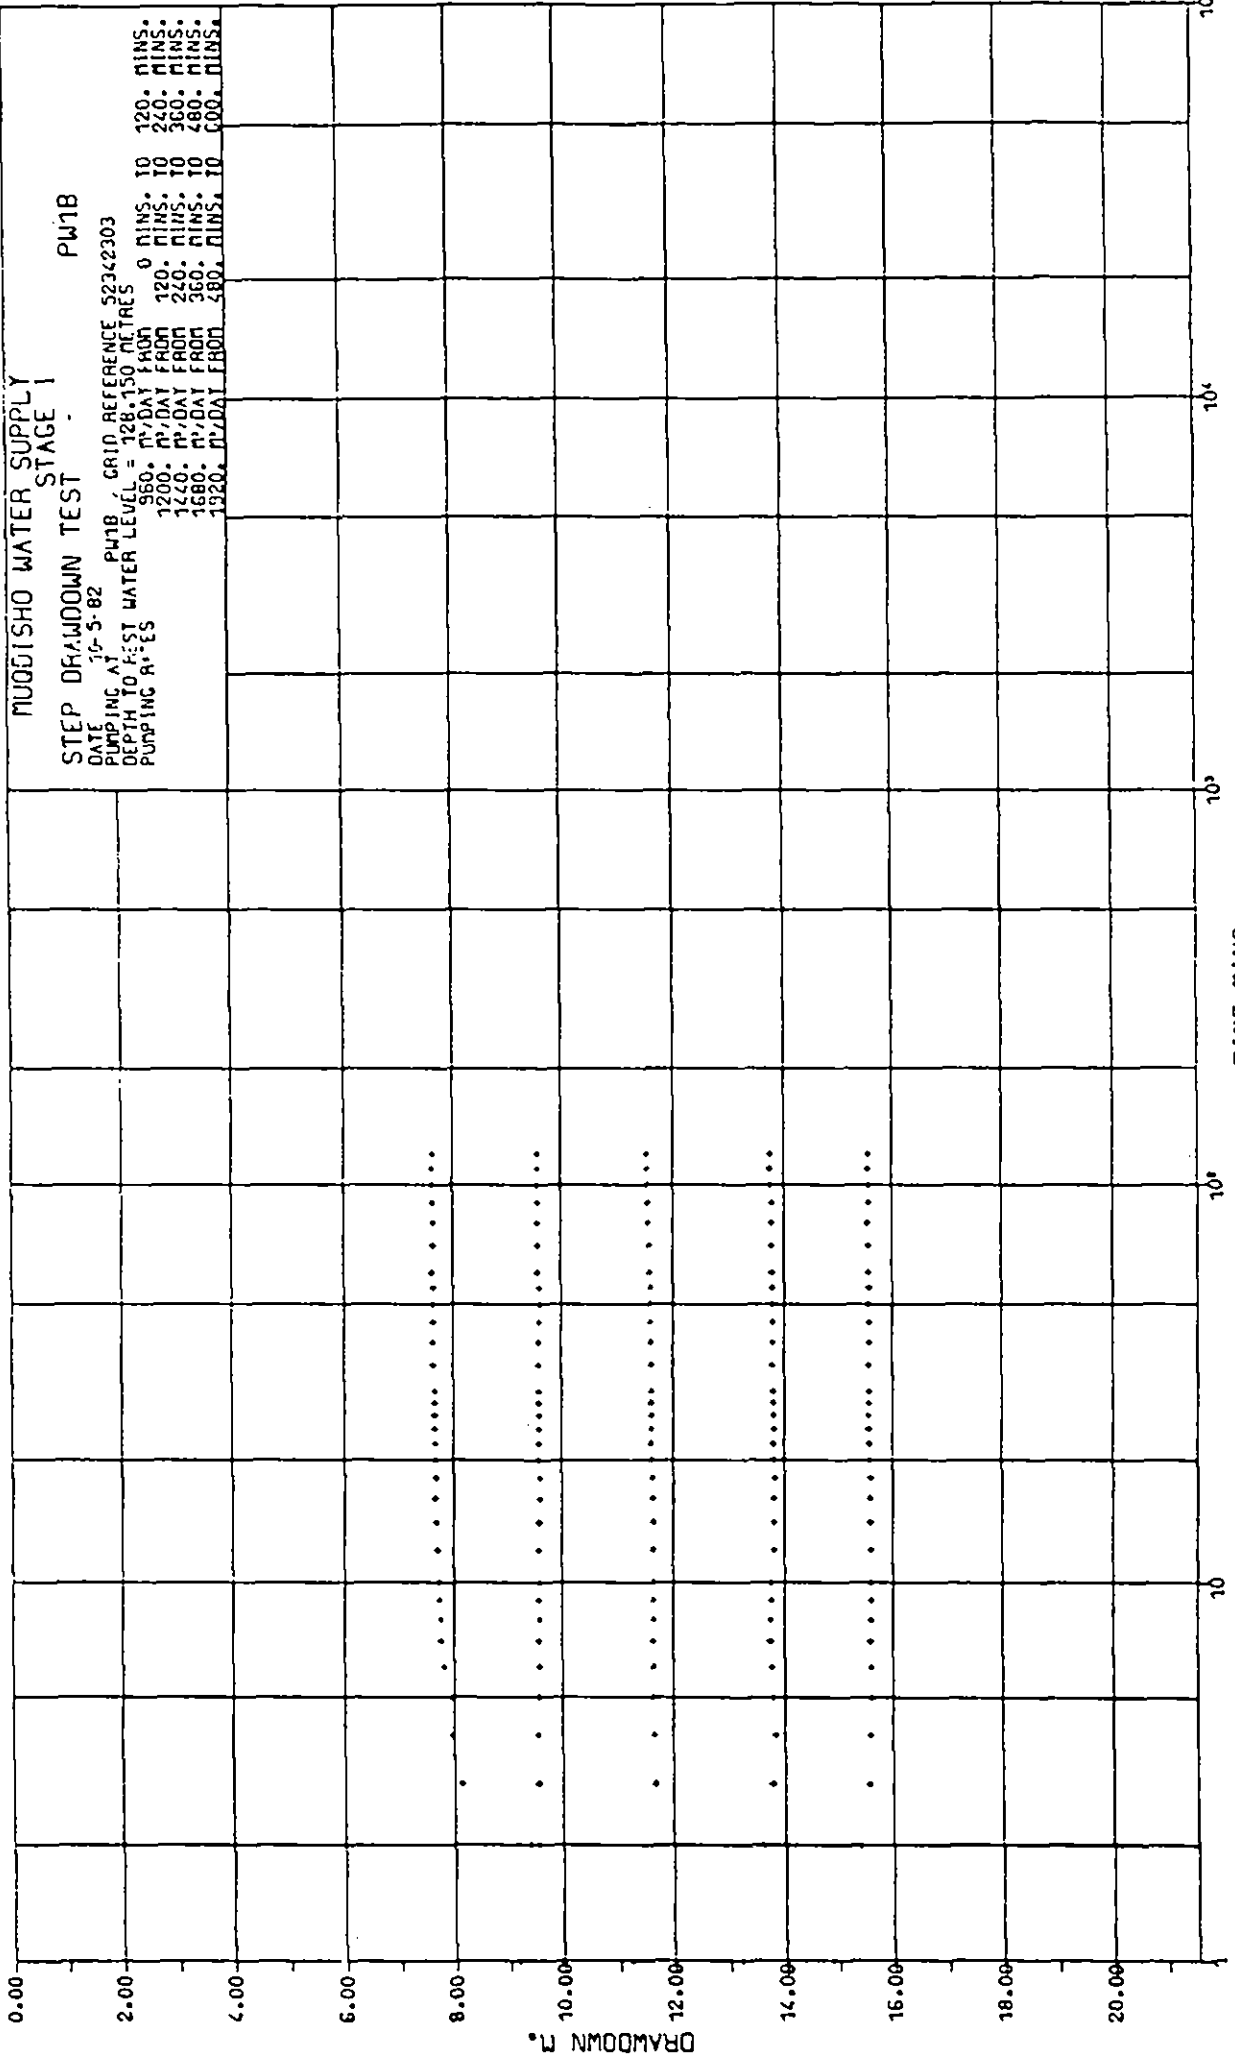 MUQDISHO WATER SUPPLY
STAGE 1
STEP DRAWDOWN TEST - PW1B
DATE -5-82
PUMPING AT PW1B , GRID REFERENCE 52342303
DEPTH TO REST WATER LEVEL = 128.150 METRES
PUMPING RATES
960. M³/DAY FROM 0 MINS. TO 120. MINS.
1200. M³/DAY FROM 120. MINS. TO 240. MINS.
1440. M³/DAY FROM 240. MINS. TO 360. MINS.
1680. M³/DAY FROM 360. MINS. TO 480. MINS.
1920. M³/DAY FROM 480. MINS. TO 600. MINS.
0.00
2.00
4.00
6.00
8.00
10.00
12.00
14.00
16.00
18.00
20.00
DRAWDOWN M.
1
10
10²
10³
10⁴